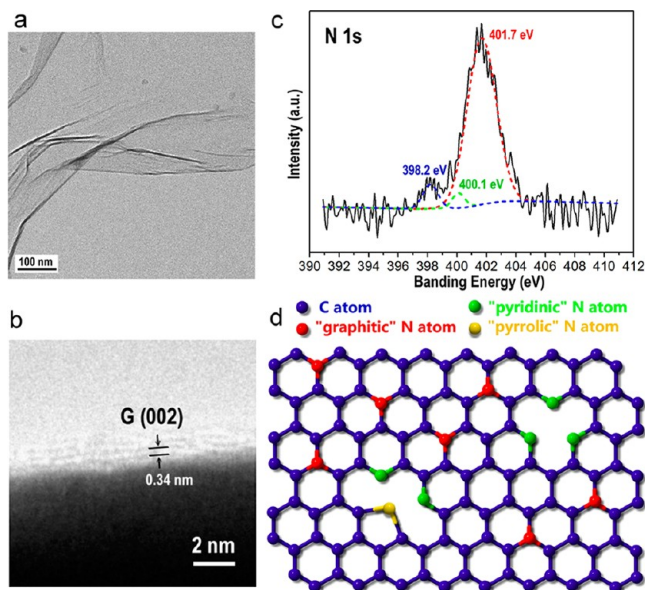 a
100 nm
b
G (002)
0.34 nm
2 nm
c
N 1s
401.7 eV
398.2 eV
400.1 eV
Intensity (a.u.)
390 392 394 396 398 400 402 404 406 408 410 412
Banding Energy (eV)
d
C atom
"pyridinic" N atom
"graphitic" N atom
"pyrrolic" N atom